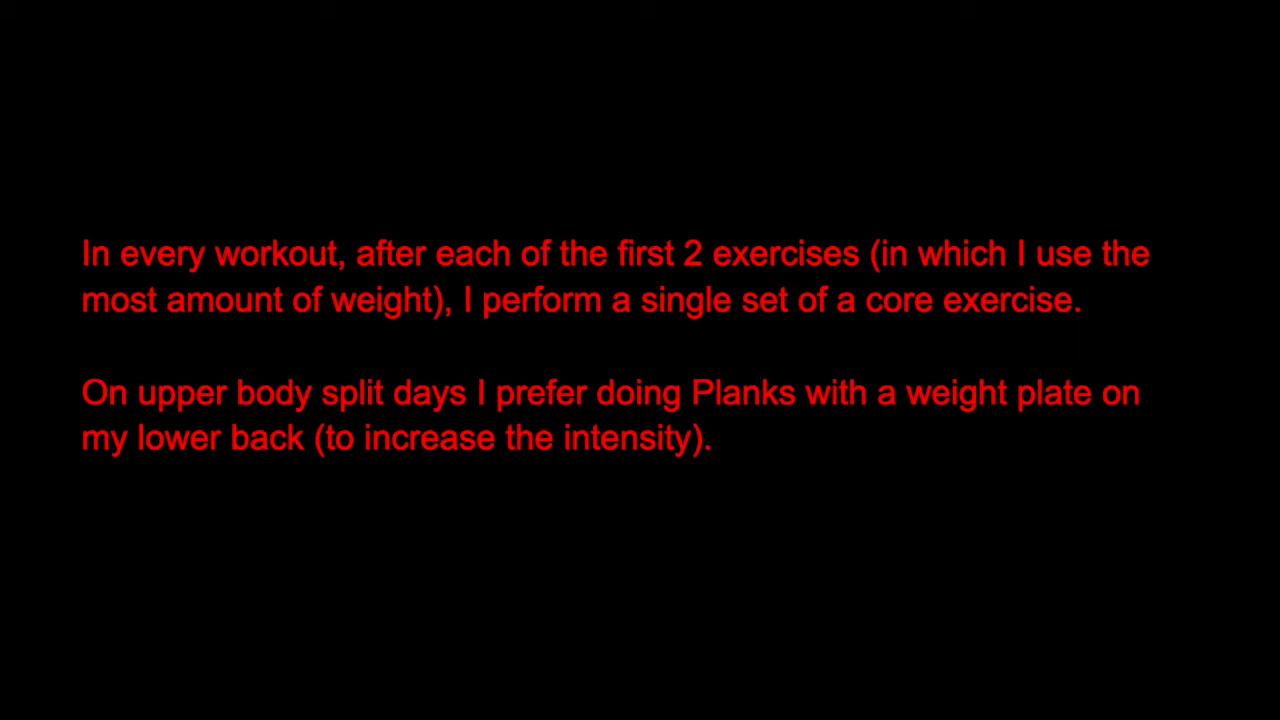 In every workout, after each of the first 2 exercises (in which I use the
most amount of weight), I perform a single set of a core exercise.
On upper body split days I prefer doing Planks with a weight plate on
my lower back (to increase the intensity).